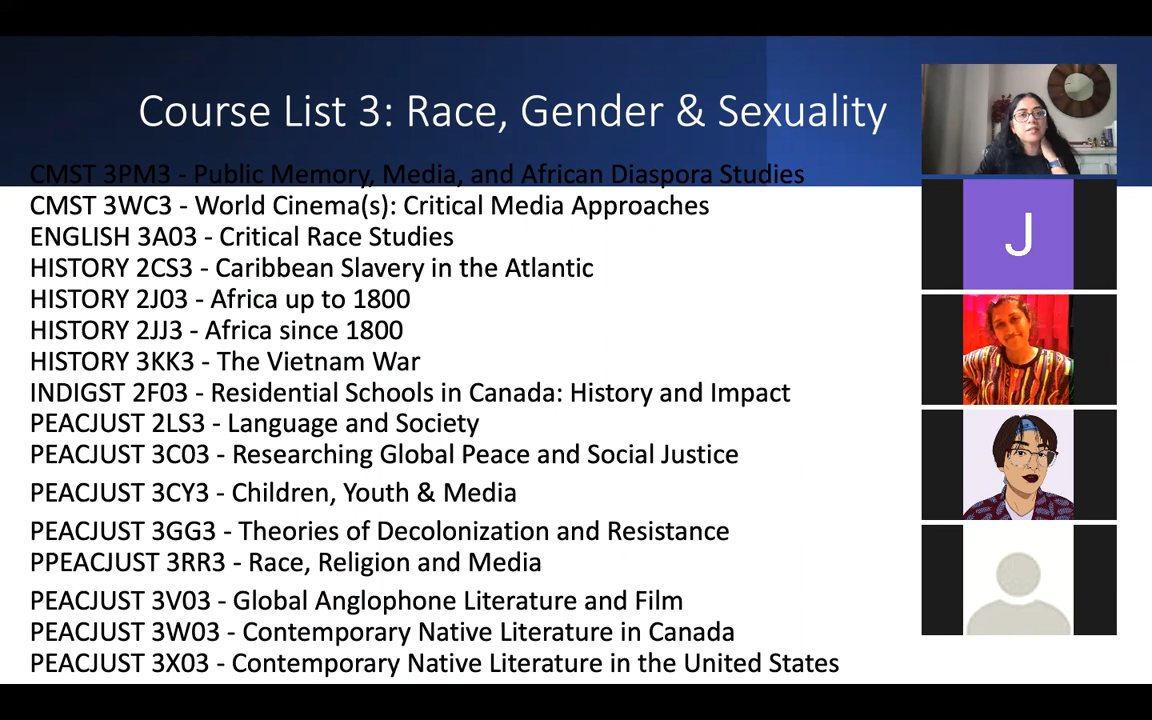 Course List 3: Race, Gender & Sexuality
CMST 3PM3 - Public Memory, Media, and African Diaspora Studies
CMST 3WC3 - World Cinema(s): Critical Media Approaches
ENGLISH 3A03 - Critical Race Studies
HISTORY 2CS3 - Caribbean Slavery in the Atlantic
HISTORY 2J03 - Africa up to 1800
HISTORY 2JJ3 - Africa since 1800
HISTORY 3KK3 - The Vietnam War
INDIGST 2F03 - Residential Schools in Canada: History and Impact
PEACJUST 2LS3 - Language and Society
PEACJUST 3C03 - Researching Global Peace and Social Justice
PEACJUST 3CY3 - Children, Youth & Media
PEACJUST 3GG3 - Theories of Decolonization and Resistance
PPEACJUST 3RR3 - Race, Religion and Media
PEACJUST 3V03 - Global Anglophone Literature and Film
PEACJUST 3W03 - Contemporary Native Literature in Canada
PEACJUST 3X03 - Contemporary Native Literature in the United States
J